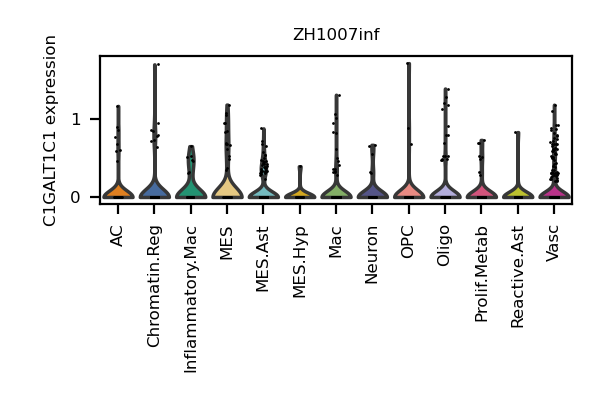 ZH1007inf
C1GALT1C1 expression
1
0
AC
Chromatin.Reg
Inflammatory.Mac
MES
MES.Ast
MES.Hyp
Mac
Neuron
OPC
Oligo
Prolif.Metab
Reactive.Ast
Vasc